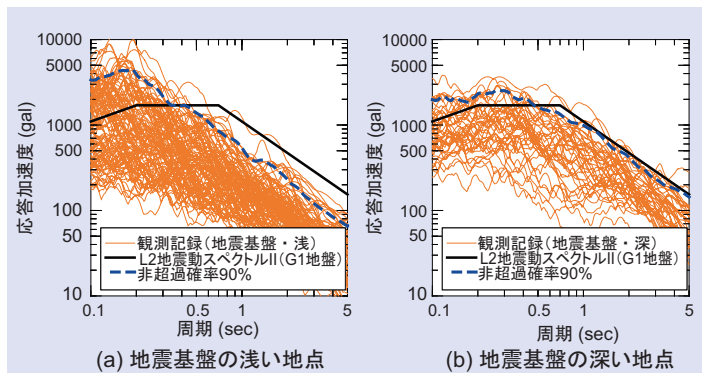 10000
5000
1000
500
100
50
10
応答加速度 (gal)
観測記録（地震基盤・浅）
L2地震動スペクトルII（G1地盤）
非超過確率90%
0.1
0.5
1
5
周期 (sec)
(a) 地震基盤の浅い地点
10000
5000
1000
500
100
50
10
応答加速度 (gal)
観測記録（地震基盤・深）
L2地震動スペクトルII（G1地盤）
非超過確率90%
0.1
0.5
1
5
周期 (sec)
(b) 地震基盤の深い地点